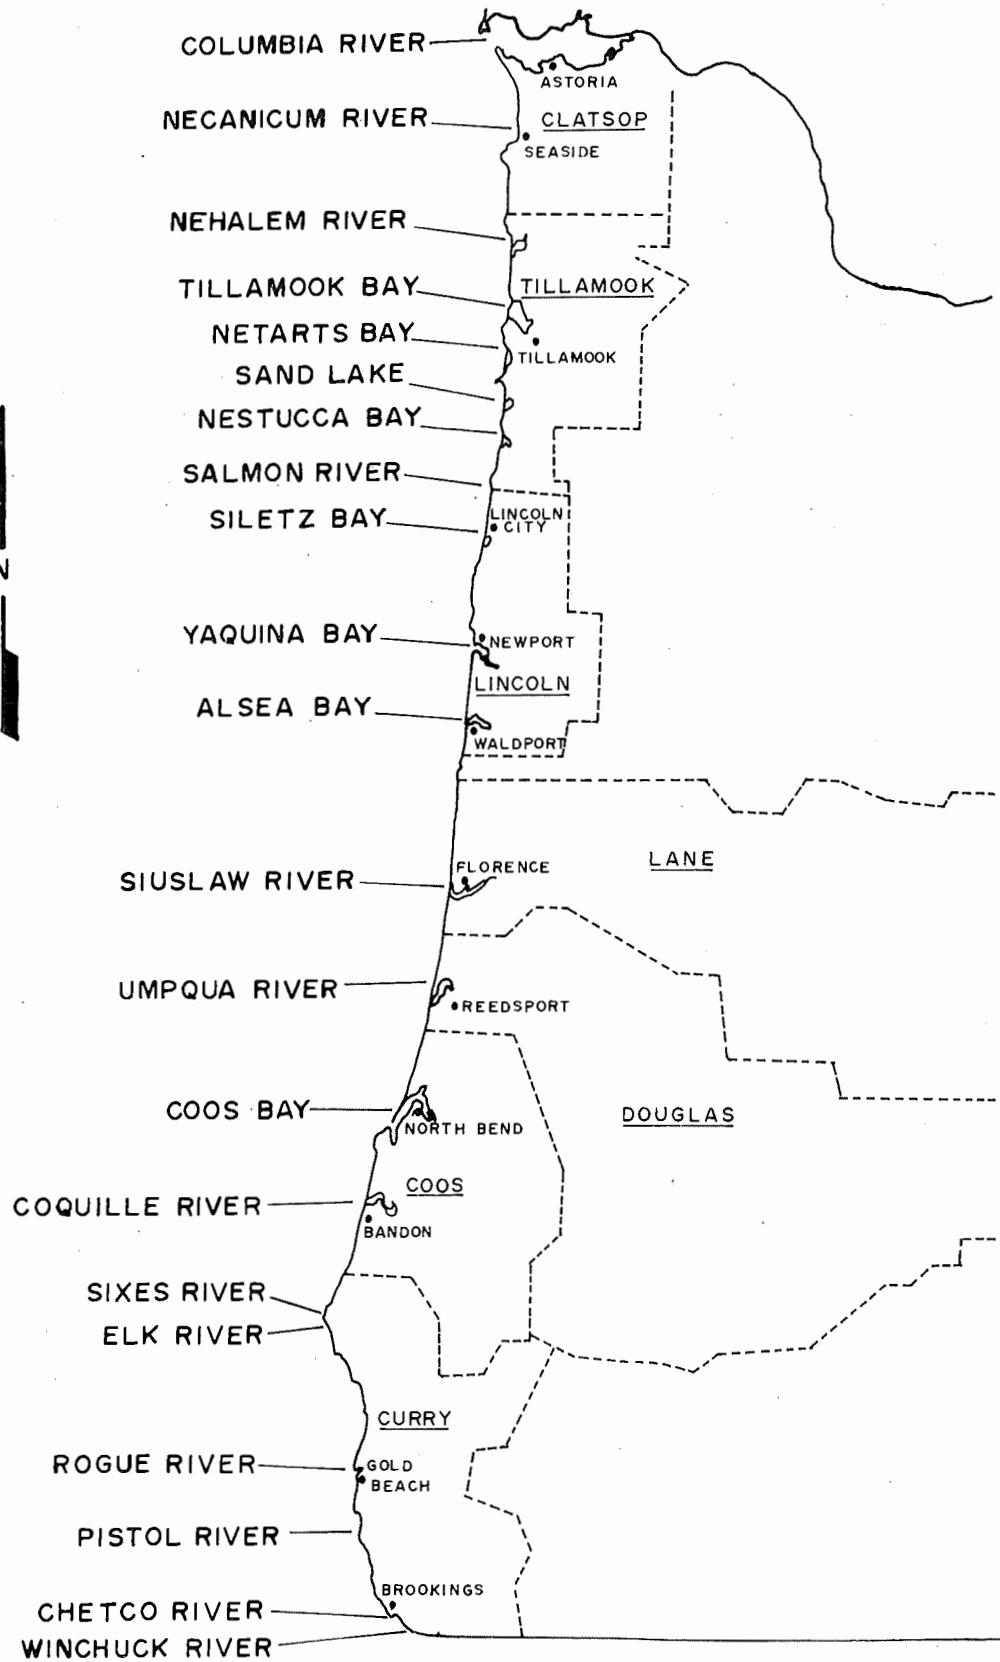 COLUMBIA RIVER
ASTORIA
NECANICUM RIVER
CLATSOP
SEASIDE
NEHALEM RIVER
TILLAMOOK BAY
TILLAMOOK
NETARTS BAY
TILLAMOOK
SAND LAKE
NESTUCCA BAY
SALMON RIVER
SILETZ BAY
LINCOLN
CITY
YAQUINA BAY
NEWPORT
LINCOLN
ALSEA BAY
WALDPORT
LANE
FLORENCE
SIUSLAW RIVER
UMPQUA RIVER
REEDSPORT
COOS BAY
DOUGLAS
NORTH BEND
COOS
COQUILLE RIVER
BANDON
SIXES RIVER
ELK RIVER
CURRY
ROGUE RIVER
GOLD
BEACH
PISTOL RIVER
BROOKINGS
CHETCO RIVER
WINCHUCK RIVER
N